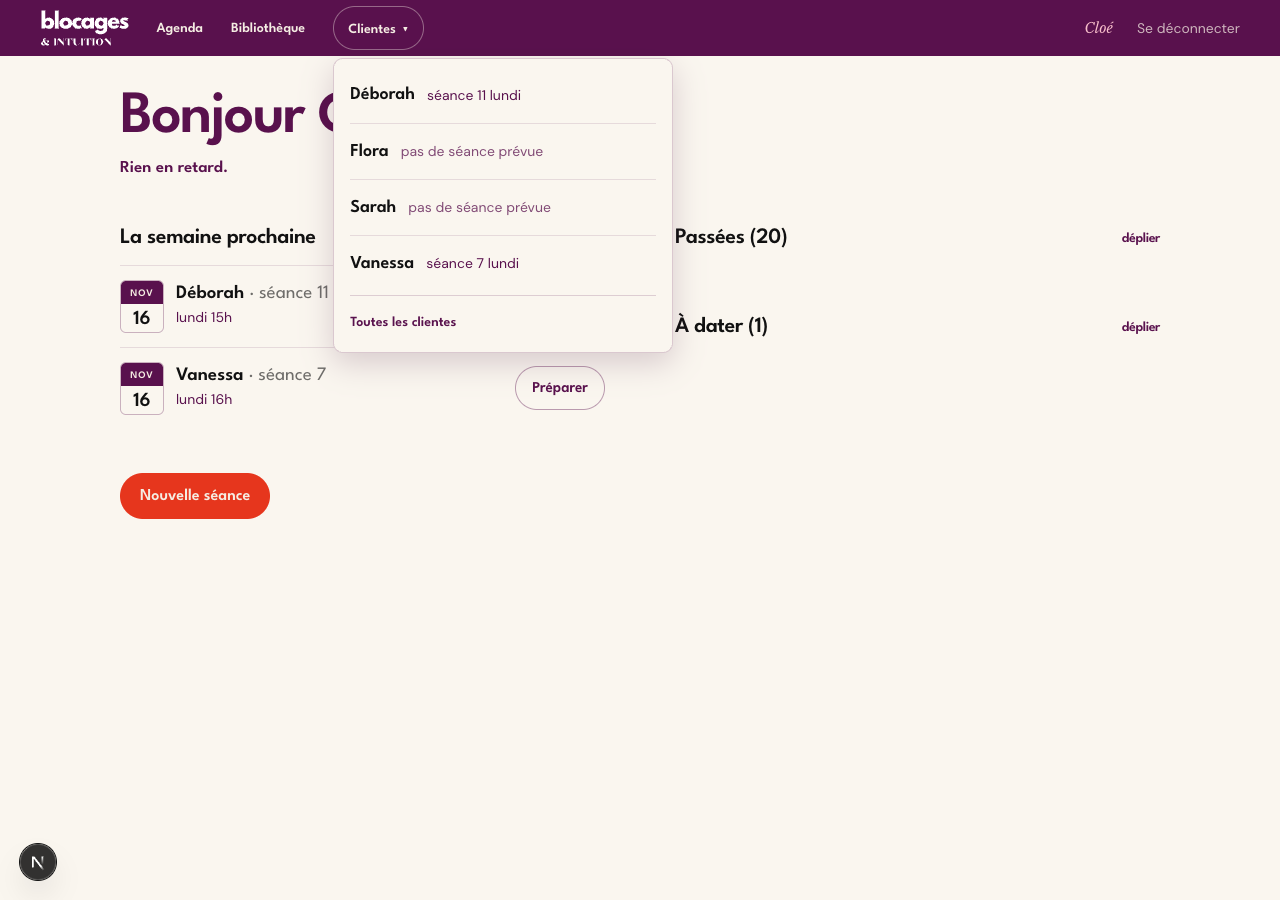 blocages
& INTUITION
Agenda
Bibliothèque
Clientes ▾
Cloé
Se déconnecter
Bonjour
Rien en retard.
Déborah séance 11 lundi
Flora pas de séance prévue
Sarah pas de séance prévue
Vanessa séance 7 lundi
Toutes les clientes
La semaine prochaine
NOV
16
Déborah · séance 11
lundi 15h
NOV
16
Vanessa · séance 7
lundi 16h
Préparer
Nouvelle séance
Passées (20)
déplier
À dater (1)
déplier
N